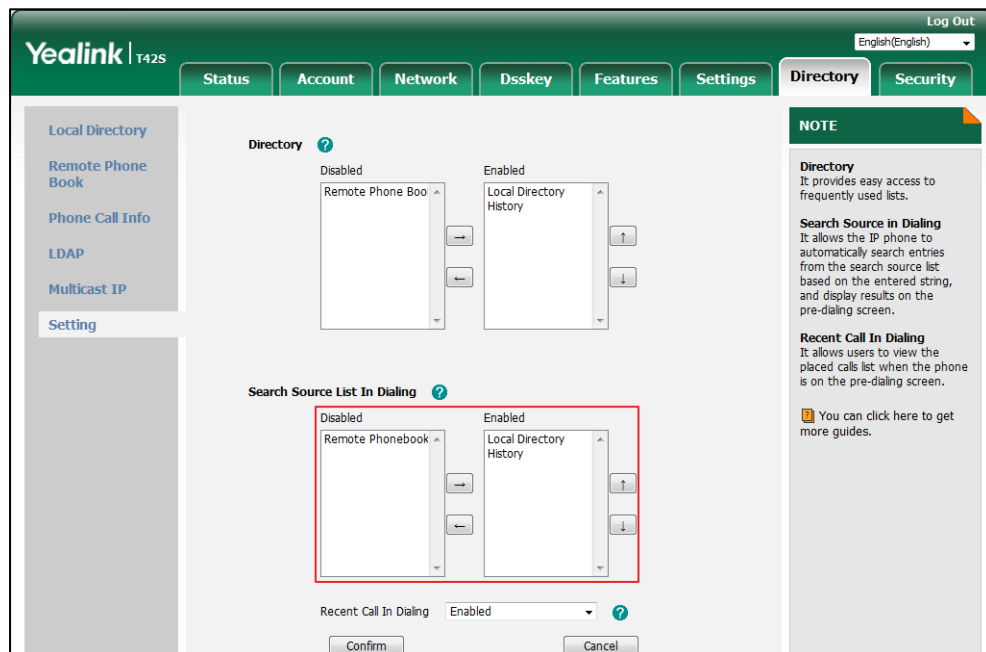 Log Out
English(English)
Yealink | T42S
Status Account Network Dsskey Features Settings Directory Security
Local Directory
Remote Phone
Book
Phone Call Info
LDAP
Multicast IP
Setting
Directory ?
Disabled Enabled
Remote Phone Boo Local Directory
History
→ ↑
← ↓
Search Source List In Dialing ?
Disabled Enabled
Remote Phonebook Local Directory
History
→ ↑
← ↓
Recent Call In Dialing Enabled ?
Confirm Cancel
NOTE
Directory
It provides easy access to
frequently used lists.
Search Source in Dialing
It allows the IP phone to
automatically search entries
from the search source list
based on the entered string,
and display results on the
pre-dialing screen.
Recent Call In Dialing
It allows users to view the
placed calls list when the phone
is on the pre-dialing screen.
? You can click here to get
more guides.